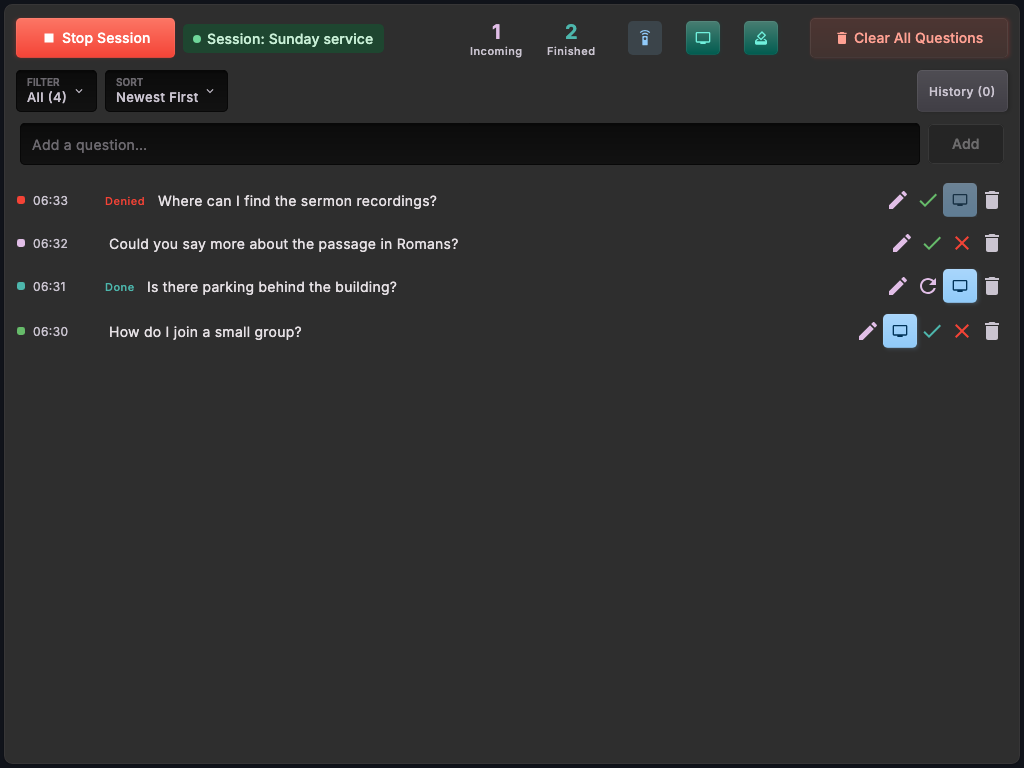 Stop Session
Session: Sunday service
1
Incoming
2
Finished
Clear All Questions
FILTER
All (4)
SORT
Newest First
History (0)
Add a question...
Add
06:33 Denied Where can I find the sermon recordings?
06:32 Could you say more about the passage in Romans?
06:31 Done Is there parking behind the building?
06:30 How do I join a small group?